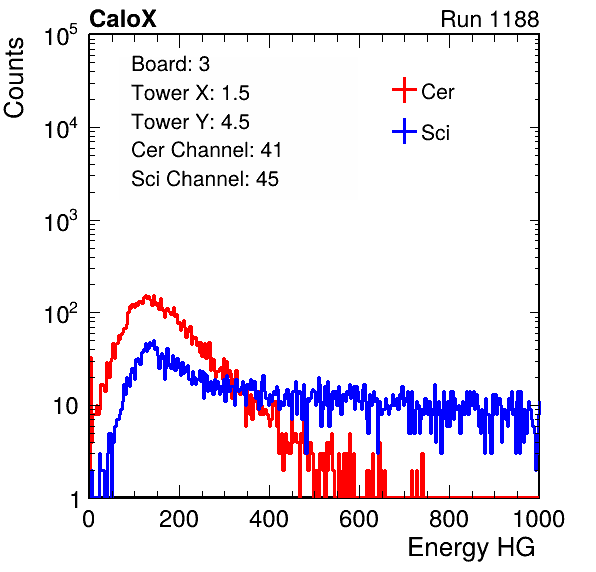 CaloX
Run 1188
Counts
10^5
10^4
10^3
10^2
10
1
Board: 3
Tower X: 1.5
Tower Y: 4.5
Cer Channel: 41
Sci Channel: 45
Cer
Sci
0 200 400 600 800 1000
Energy HG